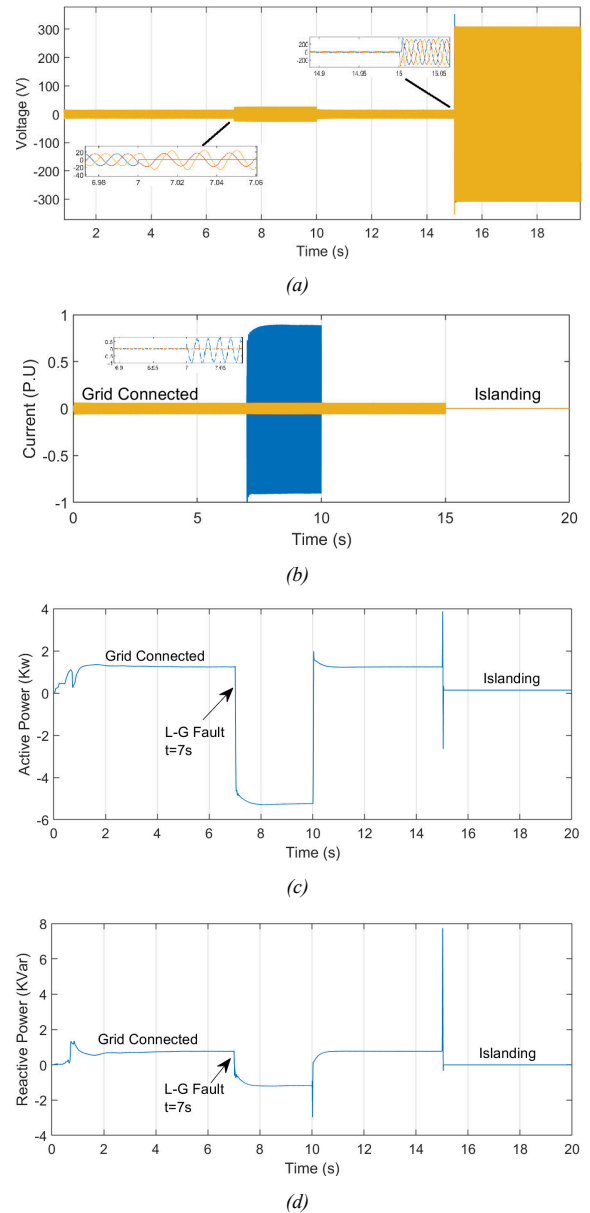 300
200
100
0
-100
-200
-300
Voltage (V)
200
0
-200
14.9 14.95 15 15.05
20
0
-20
-40
6.98 7 7.02 7.04 7.06
2 4 6 8 10 12 14 16 18
Time (s)
(a)
1
0.5
0
-0.5
-1
Current (P.U)
Grid Connected
Islanding
0 5 10 15 20
Time (s)
(b)
4
2
0
-2
-4
-6
Active Power (Kw)
Grid Connected
L-G Fault
t=7s
Islanding
0 2 4 6 8 10 12 14 16 18 20
Time (s)
(c)
8
6
4
2
0
-2
-4
Reactive Power (KVar)
Grid Connected
L-G Fault
t=7s
Islanding
0 2 4 6 8 10 12 14 16 18 20
Time (s)
(d)